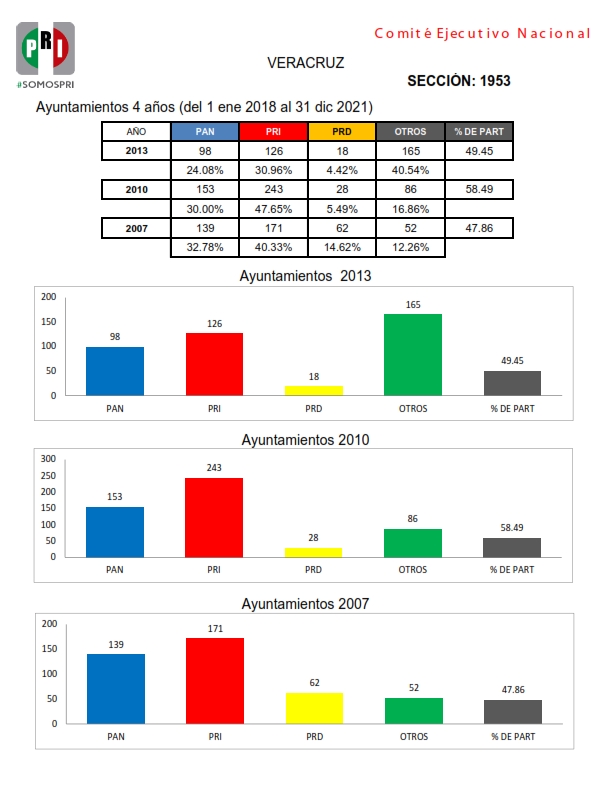 Comité Ejecutivo Nacional
PRI
#SOMOSPRI
VERACRUZ
SECCIÓN: 1953
Ayuntamientos 4 años (del 1 ene 2018 al 31 dic 2021)
AÑO PAN PRI PRD OTROS % DE PART
2013 98 126 18 165 49.45
24.08% 30.96% 4.42% 40.54%
2010 153 243 28 86 58.49
30.00% 47.65% 5.49% 16.86%
2007 139 171 62 52 47.86
32.78% 40.33% 14.62% 12.26%
Ayuntamientos 2013
200
150
100
50
0
98 126 18 165 49.45
PAN PRI PRD OTROS % DE PART
Ayuntamientos 2010
300
250
200
150
100
50
0
153 243 28 86 58.49
PAN PRI PRD OTROS % DE PART
Ayuntamientos 2007
200
150
100
50
0
139 171 62 52 47.86
PAN PRI PRD OTROS % DE PART